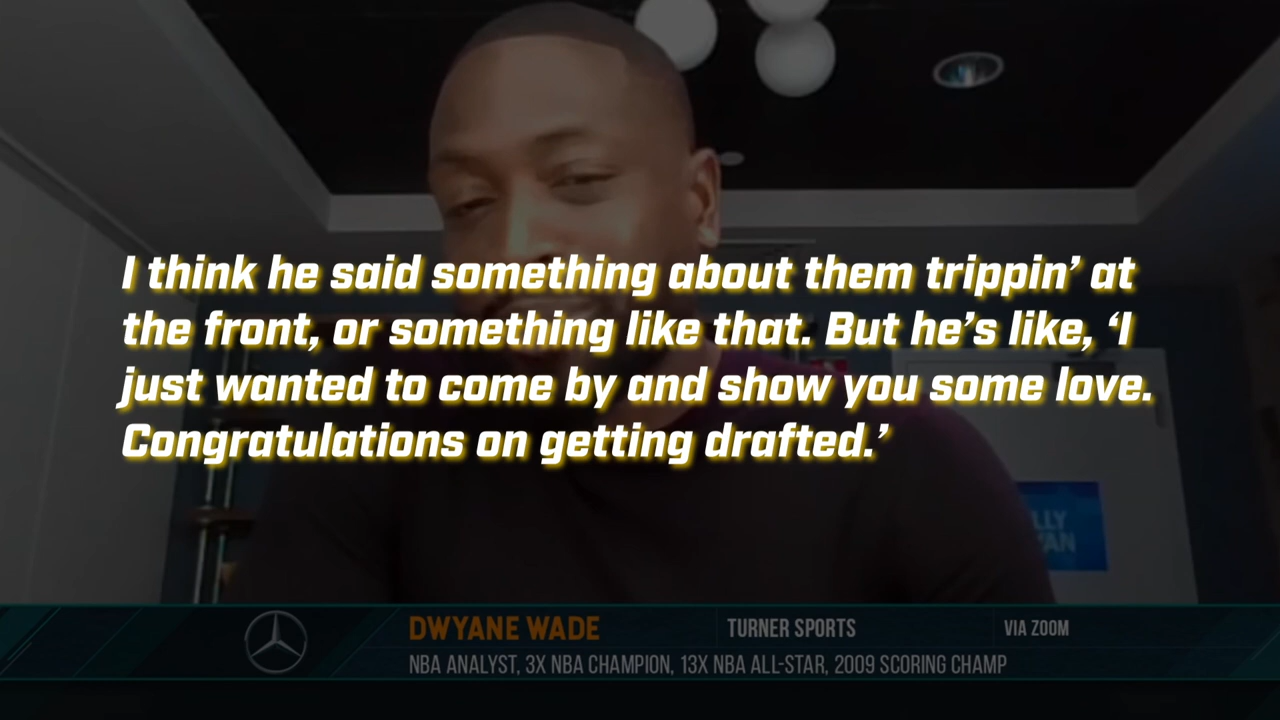 I think he said something about them trippin’ at
the front, or something like that. But he’s like, ‘I
just wanted to come by and show you some love.
Congratulations on getting drafted.’
LLY
AN
DWYANE WADE
TURNER SPORTS
VIA ZOOM
NBA ANALYST, 3X NBA CHAMPION, 13X NBA ALL-STAR, 2009 SCORING CHAMP